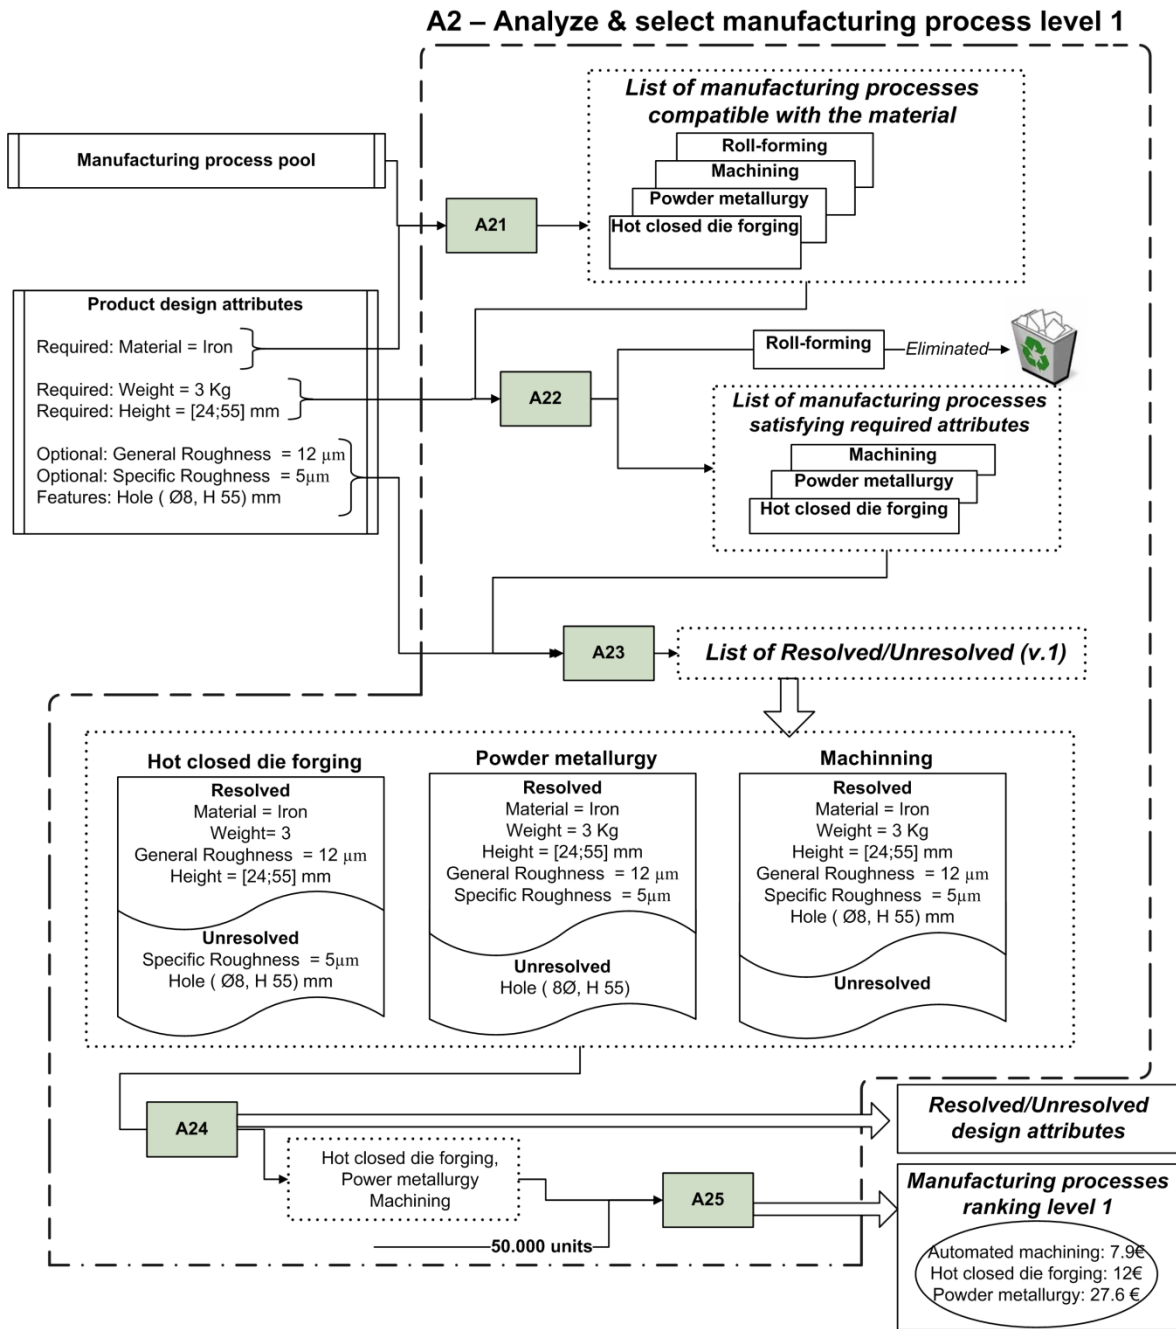 A2 – Analyze & select manufacturing process level 1
List of manufacturing processes
compatible with the material
Roll-forming
Machining
Powder metallurgy
Hot closed die forging
Manufacturing process pool
A21
Product design attributes
Required: Material = Iron
Required: Weight = 3 Kg
Required: Height = [24;55] mm
Optional: General Roughness = 12 µm
Optional: Specific Roughness = 5µm
Features: Hole ( Ø8, H 55) mm
Roll-forming
Eliminated
A22
List of manufacturing processes
satisfying required attributes
Machining
Powder metallurgy
Hot closed die forging
A23
List of Resolved/Unresolved (v.1)
Hot closed die forging
Resolved
Material = Iron
Weight= 3
General Roughness = 12 µm
Height = [24;55] mm
Unresolved
Specific Roughness = 5µm
Hole ( Ø8, H 55) mm
Powder metallurgy
Resolved
Material = Iron
Weight = 3 Kg
Height = [24;55] mm
General Roughness = 12 µm
Specific Roughness = 5µm
Unresolved
Hole ( 8Ø, H 55)
Machinning
Resolved
Material = Iron
Weight = 3 Kg
Height = [24;55] mm
General Roughness = 12 µm
Specific Roughness = 5µm
Hole ( Ø8, H 55) mm
Unresolved
A24
Resolved/Unresolved
design attributes
Hot closed die forging,
Power metallurgy
Machining
A25
50.000 units
Manufacturing processes
ranking level 1
Automated machining: 7.9€
Hot closed die forging: 12€
Powder metallurgy: 27.6 €